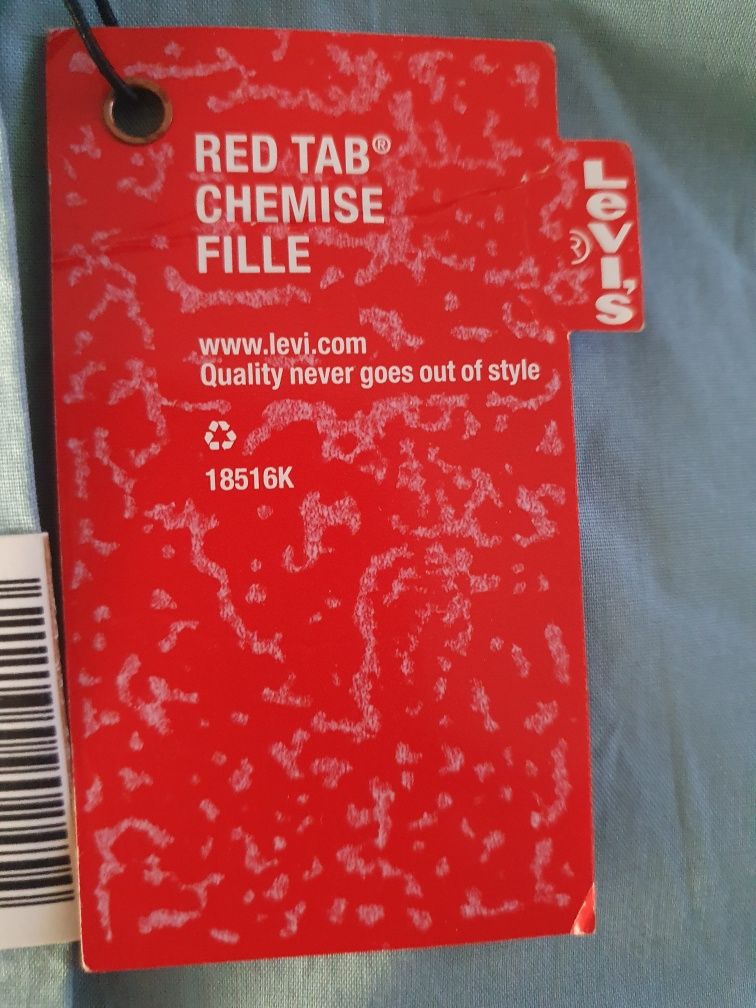 RED TAB®
CHEMISE
FILLE
Levi's
®
www.levi.com
Quality never goes out of style
18516K